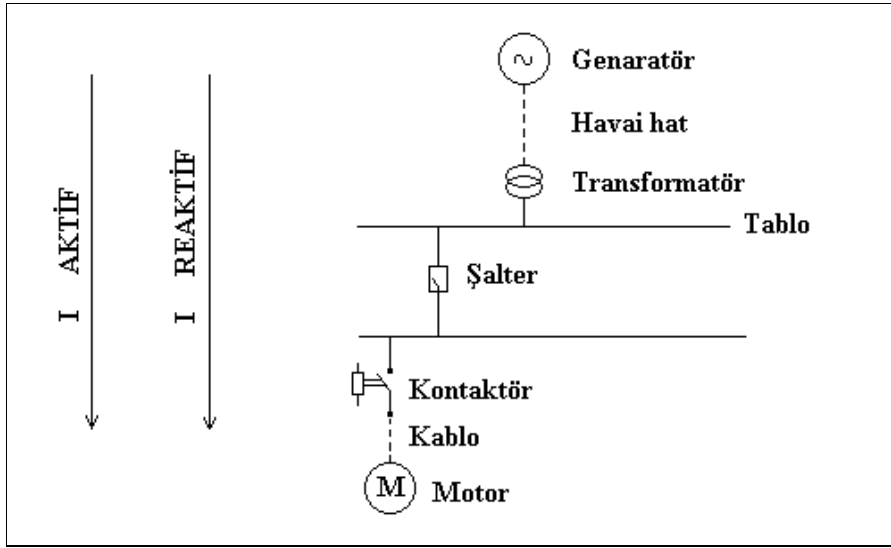 Genaratör
Havai hat
Transformatör
Tablo
Şalter
Kontaktör
Kablo
M
Motor
I AKTİF
I REAKTİF